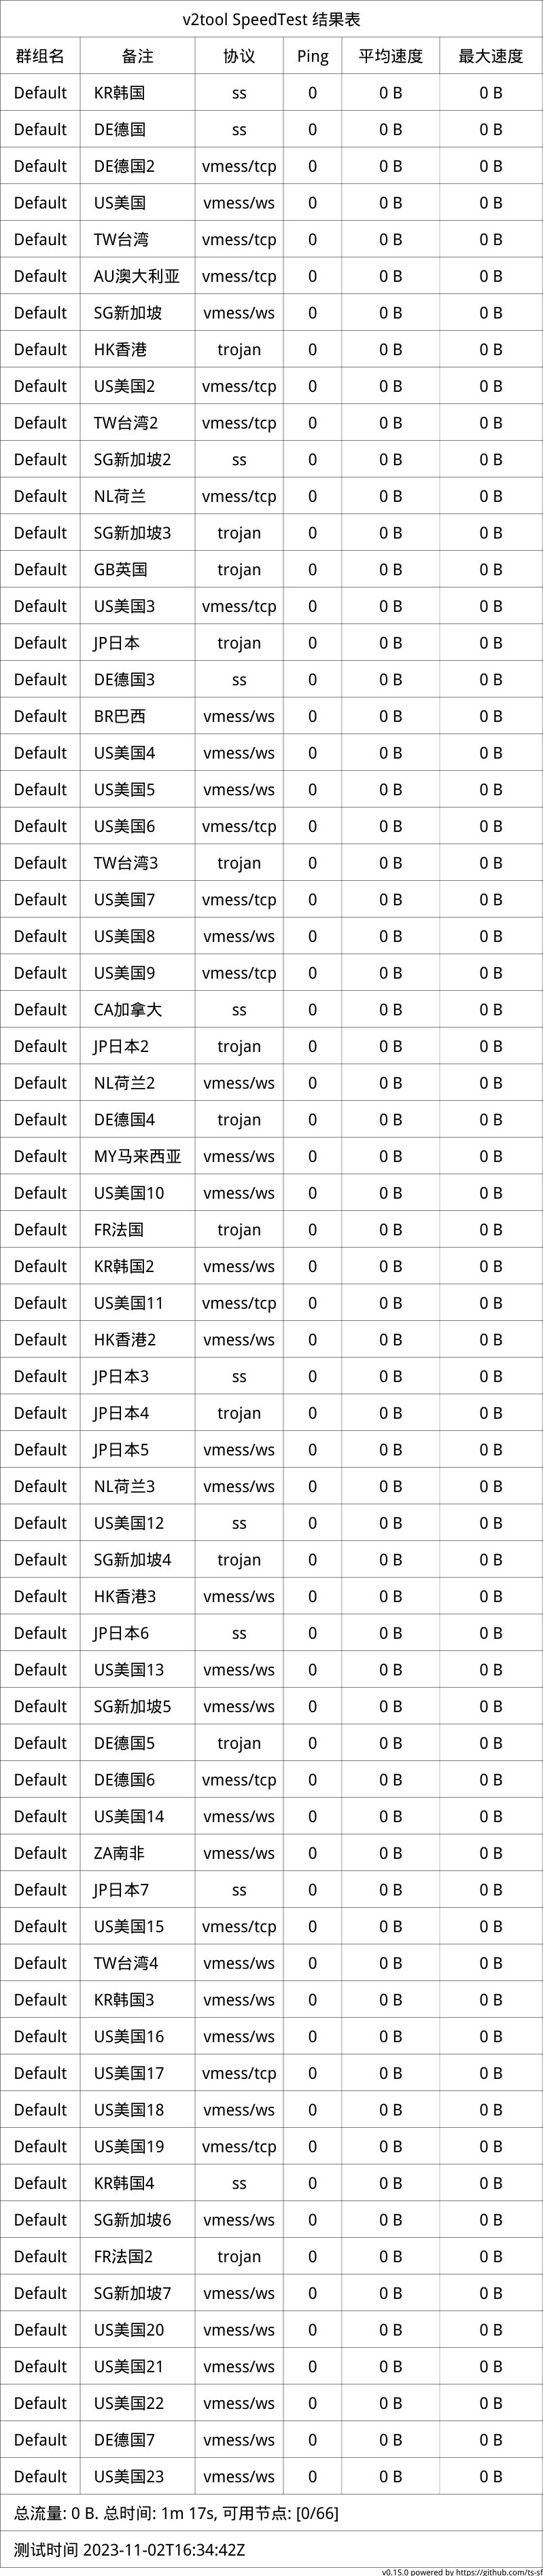 v2tool SpeedTest 结果表
群组名 备注 协议 Ping 平均速度 最大速度
Default KR韩国 ss 0 0 B 0 B
Default DE德国 ss 0 0 B 0 B
Default DE德国2 vmess/tcp 0 0 B 0 B
Default US美国 vmess/ws 0 0 B 0 B
Default TW台湾 vmess/tcp 0 0 B 0 B
Default AU澳大利亚 vmess/tcp 0 0 B 0 B
Default SG新加坡 vmess/ws 0 0 B 0 B
Default HK香港 trojan 0 0 B 0 B
Default US美国2 vmess/tcp 0 0 B 0 B
Default TW台湾2 vmess/tcp 0 0 B 0 B
Default SG新加坡2 ss 0 0 B 0 B
Default NL荷兰 vmess/tcp 0 0 B 0 B
Default SG新加坡3 trojan 0 0 B 0 B
Default GB英国 trojan 0 0 B 0 B
Default US美国3 vmess/tcp 0 0 B 0 B
Default JP日本 trojan 0 0 B 0 B
Default DE德国3 ss 0 0 B 0 B
Default BR巴西 vmess/ws 0 0 B 0 B
Default US美国4 vmess/ws 0 0 B 0 B
Default US美国5 vmess/ws 0 0 B 0 B
Default US美国6 vmess/tcp 0 0 B 0 B
Default TW台湾3 trojan 0 0 B 0 B
Default US美国7 vmess/tcp 0 0 B 0 B
Default US美国8 vmess/ws 0 0 B 0 B
Default US美国9 vmess/tcp 0 0 B 0 B
Default CA加拿大 ss 0 0 B 0 B
Default JP日本2 trojan 0 0 B 0 B
Default NL荷兰2 vmess/ws 0 0 B 0 B
Default DE德国4 trojan 0 0 B 0 B
Default MY马来西亚 vmess/ws 0 0 B 0 B
Default US美国10 vmess/ws 0 0 B 0 B
Default FR法国 trojan 0 0 B 0 B
Default KR韩国2 vmess/ws 0 0 B 0 B
Default US美国11 vmess/tcp 0 0 B 0 B
Default HK香港2 vmess/ws 0 0 B 0 B
Default JP日本3 ss 0 0 B 0 B
Default JP日本4 trojan 0 0 B 0 B
Default JP日本5 vmess/ws 0 0 B 0 B
Default NL荷兰3 vmess/ws 0 0 B 0 B
Default US美国12 ss 0 0 B 0 B
Default SG新加坡4 trojan 0 0 B 0 B
Default HK香港3 vmess/ws 0 0 B 0 B
Default JP日本6 ss 0 0 B 0 B
Default US美国13 vmess/ws 0 0 B 0 B
Default SG新加坡5 vmess/ws 0 0 B 0 B
Default DE德国5 trojan 0 0 B 0 B
Default DE德国6 vmess/tcp 0 0 B 0 B
Default US美国14 vmess/ws 0 0 B 0 B
Default ZA南非 vmess/ws 0 0 B 0 B
Default JP日本7 ss 0 0 B 0 B
Default US美国15 vmess/tcp 0 0 B 0 B
Default TW台湾4 vmess/ws 0 0 B 0 B
Default KR韩国3 vmess/ws 0 0 B 0 B
Default US美国16 vmess/ws 0 0 B 0 B
Default US美国17 vmess/tcp 0 0 B 0 B
Default US美国18 vmess/ws 0 0 B 0 B
Default US美国19 vmess/tcp 0 0 B 0 B
Default KR韩国4 ss 0 0 B 0 B
Default SG新加坡6 vmess/ws 0 0 B 0 B
Default FR法国2 trojan 0 0 B 0 B
Default SG新加坡7 vmess/ws 0 0 B 0 B
Default US美国20 vmess/ws 0 0 B 0 B
Default US美国21 vmess/ws 0 0 B 0 B
Default US美国22 vmess/ws 0 0 B 0 B
Default DE德国7 vmess/ws 0 0 B 0 B
Default US美国23 vmess/ws 0 0 B 0 B
总流量: 0 B. 总时间: 1m 17s, 可用节点: [0/66]
测试时间 2023-11-02T16:34:42Z
v0.15.0 powered by https://github.com/ts-sf